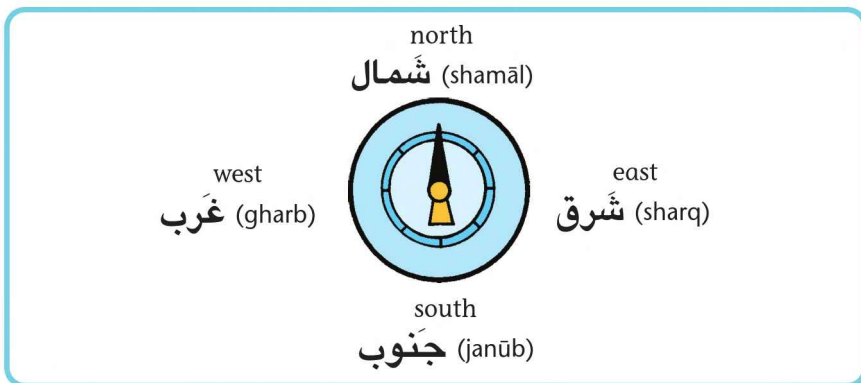 north
شَمال (shamāl)
west
غَرب (gharb)
east
شَرق (sharq)
south
جَنوب (janūb)